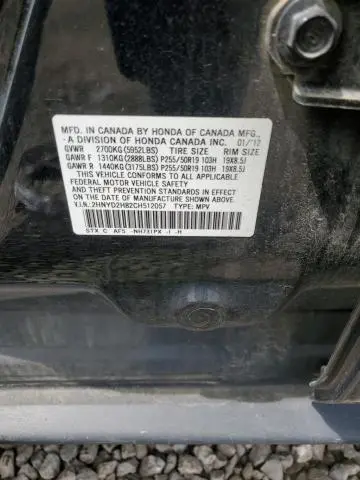 MFD. IN CANADA BY HONDA OF CANADA MFG.,
- A DIVISION OF HONDA CANADA INC. 01/'12
GVWR 2700KG(5952LBS) TIRE SIZE RIM SIZE
GAWR F 1310KG(2888LBS) P255/50R19 103H 19X8.5J
GAWR R 1440KG(3175LBS) P255/50R19 103H 19X8.5J
THIS VEHICLE CONFORMS TO ALL APPLICABLE
FEDERAL MOTOR VEHICLE SAFETY AND THEFT
PREVENTION STANDARDS IN EFFECT
ON THE DATE OF MANUFACTURE SHOWN ABOVE.
V.I.N.:2HNYD2H82CH512057 TYPE: MPV
STX C AF5 -NH731PX -I -H